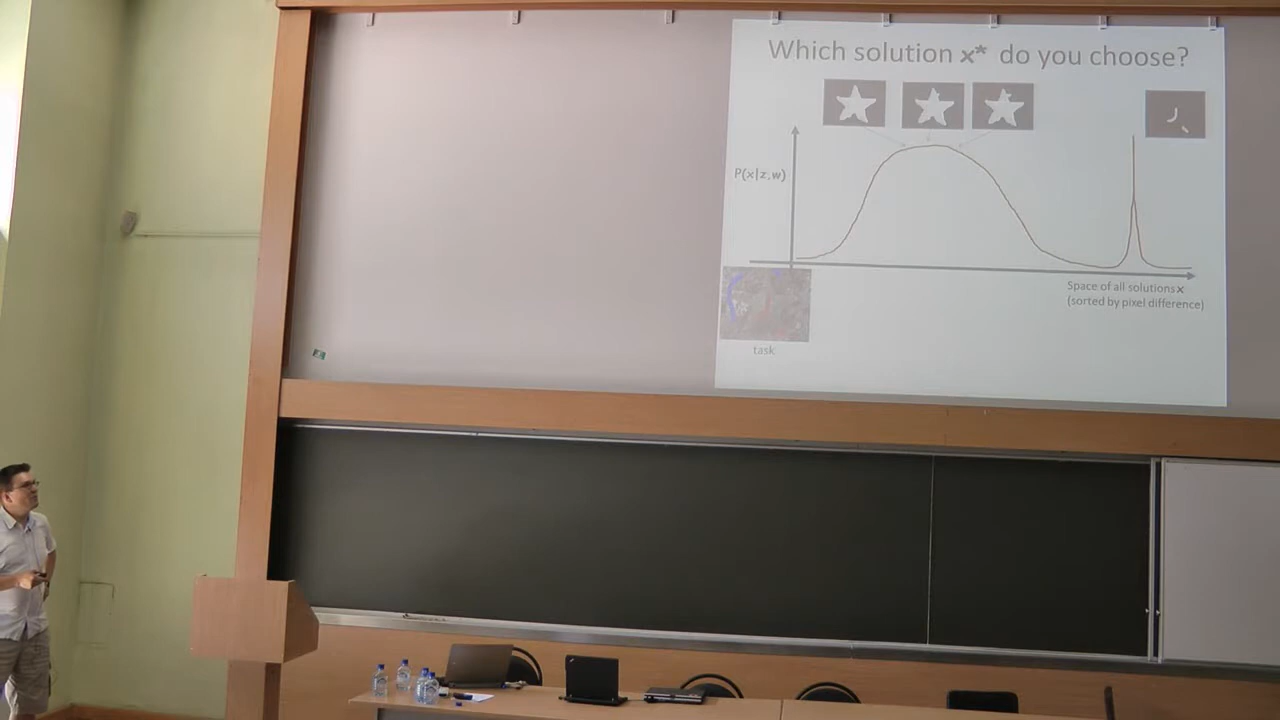 Which solution x* do you choose?
P(x|z,w)
Space of all solutions x
(sorted by pixel difference)
task